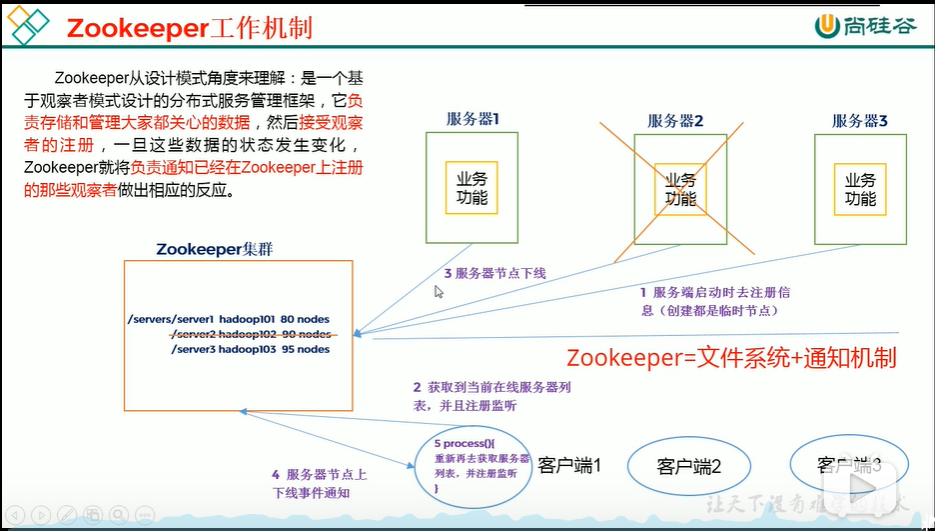 Zookeeper工作机制
尚硅谷
Zookeeper从设计模式角度来理解：是一个基
于观察者模式设计的分布式服务管理框架，它负
责存储和管理大家都关心的数据，然后接受观察
者的注册，一旦这些数据的状态发生变化，
Zookeeper就将负责通知已经在Zookeeper上注册
的那些观察者做出相应的反应。
服务器1
服务器2
服务器3
业务
功能
业务
功能
业务
功能
Zookeeper集群
3 服务器节点下线
1 服务端启动时去注册信
息（创建都是临时节点）
/servers/server1 hadoop101 80 nodes
/server2 hadoop102 90 nodes
/server3 hadoop103 95 nodes
Zookeeper=文件系统+通知机制
2 获取到当前在线服务器列
表，并且注册监听
5 process(){
重新再去获取服务器
列表，并注册监听
}
客户端1
客户端2
客户端3
4 服务器节点上
下线事件通知
让天下没有难学的技术